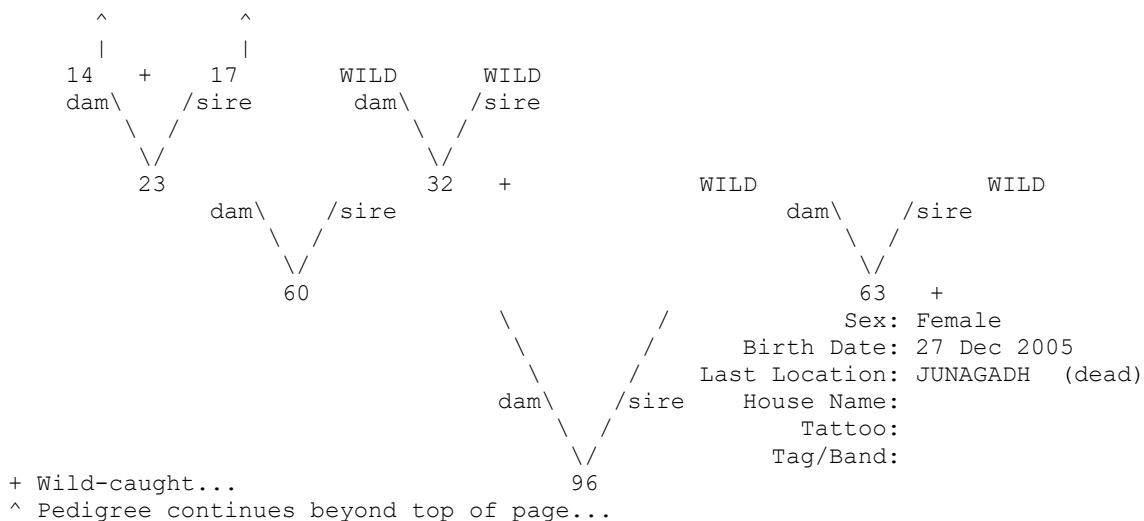 ^             ^
       |             |
    14   +     17          WILD       WILD
    dam\      /sire         dam\      /sire
        \    /                  \    /
         \  /                    \  /
          \/                      \/
          23                      32   +                WILD                    WILD
                dam\      /sire                                 dam\      /sire
                    \    /                                          \    /
                     \  /                                            \  /
                      \/                                              \/
                      60                                              63   +
                                        \             /              Sex: Female
                                         \           /       Birth Date: 27 Dec 2005
                                          \         /    Last Location: JUNAGADH  (dead)
                                        dam\      /sire     House Name:
                                            \    /              Tattoo:
                                             \/               Tag/Band:
+ Wild-caught...                             96
^ Pedigree continues beyond top of page...